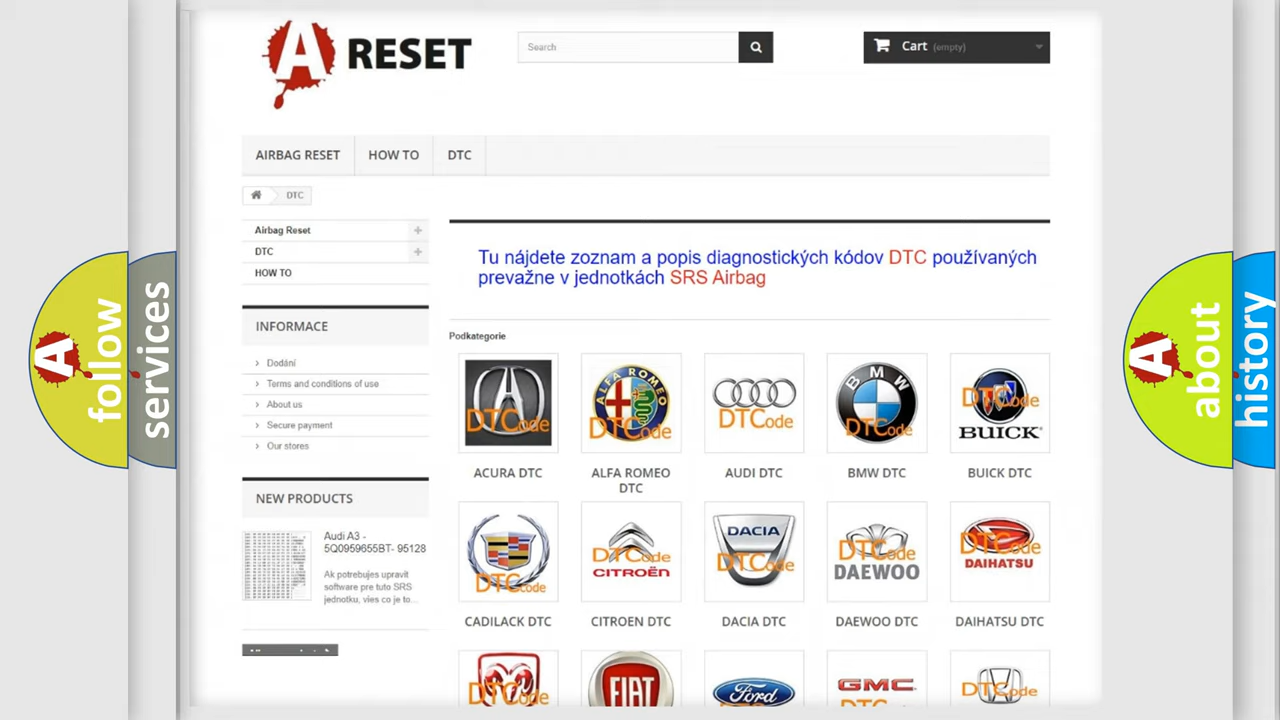 A RESET
Search
Cart (empty)
AIRBAG RESET
HOW TO
DTC
DTC
Airbag Reset
DTC
HOW TO
Tu nájdete zoznam a popis diagnostických kódov DTC používaných
prevažne v jednotkách SRS Airbag
INFORMACE
Dodání
Terms and conditions of use
About us
Secure payment
Our stores
Podkategorie
DTCode
ALFA ROMEO
DTCode
DTCode
BMW
DTCode
DTCode
BUICK
ACURA DTC
ALFA ROMEO
DTC
AUDI DTC
BMW DTC
BUICK DTC
NEW PRODUCTS
Audi A3 -
5Q0959655BT- 95128
Ak potrebujes upravit
software pre tuto SRS
jednotku, vies co je to...
DTCode
DTCode
CITROËN
DACIA
DTCode
DTCode
DAEWOO
DTCode
DAIHATSU
CADILACK DTC
CITROEN DTC
DACIA DTC
DAEWOO DTC
DAIHATSU DTC
DTCode
FIAT
Ford
GMC
DTCode
A follow
services
A about
history